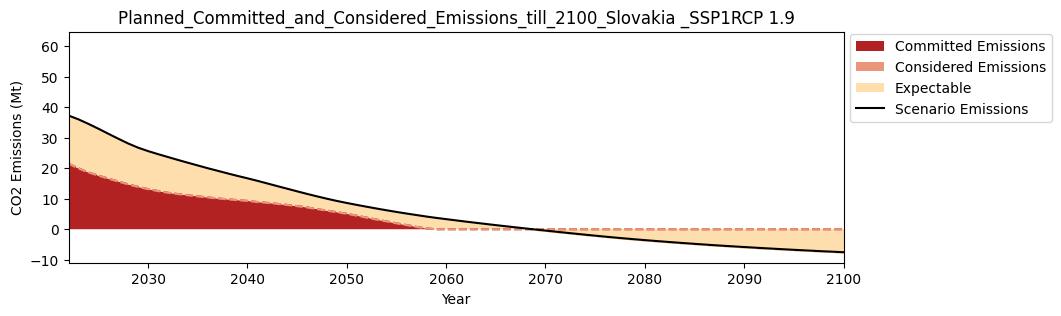 Planned_Committed_and_Considered_Emissions_till_2100_Slovakia _SSP1RCP 1.9
CO2 Emissions (Mt)
60
50
40
30
20
10
0
−10
2030
2040
2050
2060
2070
2080
2090
2100
Year
Committed Emissions
Considered Emissions
Expectable
Scenario Emissions